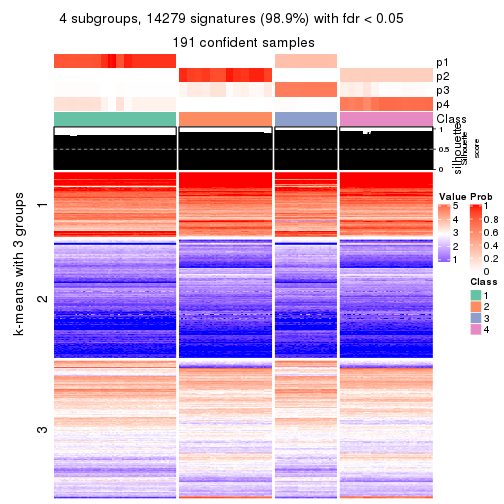 4 subgroups, 14279 signatures (98.9%) with fdr < 0.05
191 confident samples
p1
p2
p3
p4
Class
1
0.5
0
silhouette
Silhouette
score
k-means with 3 groups
1
2
3
Value
5
4
3
2
1
Prob
1
0.8
0.6
0.4
0.2
0
Class
1
2
3
4